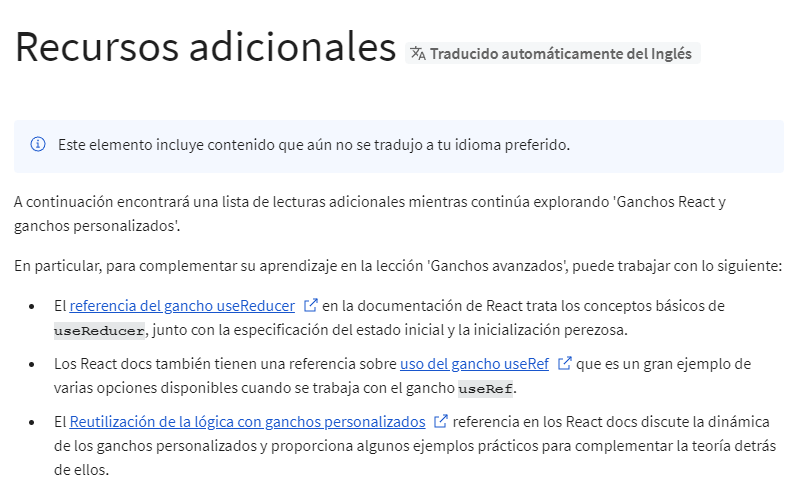 Recursos adicionales Traducido automáticamente del Inglés
Este elemento incluye contenido que aún no se tradujo a tu idioma preferido.
A continuación encontrará una lista de lecturas adicionales mientras continúa explorando 'Ganchos React y
ganchos personalizados'.
En particular, para complementar su aprendizaje en la lección 'Ganchos avanzados', puede trabajar con lo siguiente:
• El referencia del gancho useReducer en la documentación de React trata los conceptos básicos de
useReducer, junto con la especificación del estado inicial y la inicialización perezosa.
• Los React docs también tienen una referencia sobre uso del gancho useRef que es un gran ejemplo de
varias opciones disponibles cuando se trabaja con el gancho useRef.
• El Reutilización de la lógica con ganchos personalizados referencia en los React docs discute la dinámica
de los ganchos personalizados y proporciona algunos ejemplos prácticos para complementar la teoría detrás
de ellos.